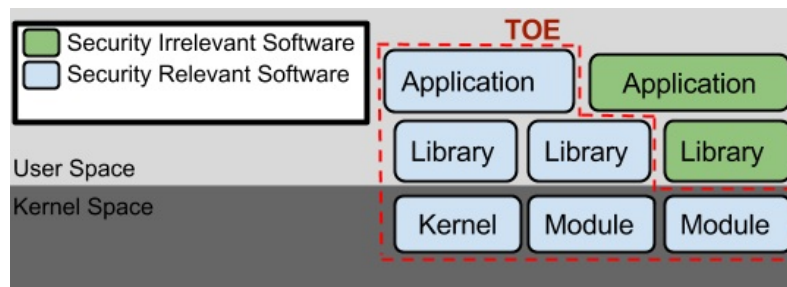 TOE
Security Irrelevant Software
Security Relevant Software
Application
Application
Library
Library
Library
User Space
Kernel Space
Kernel
Module
Module